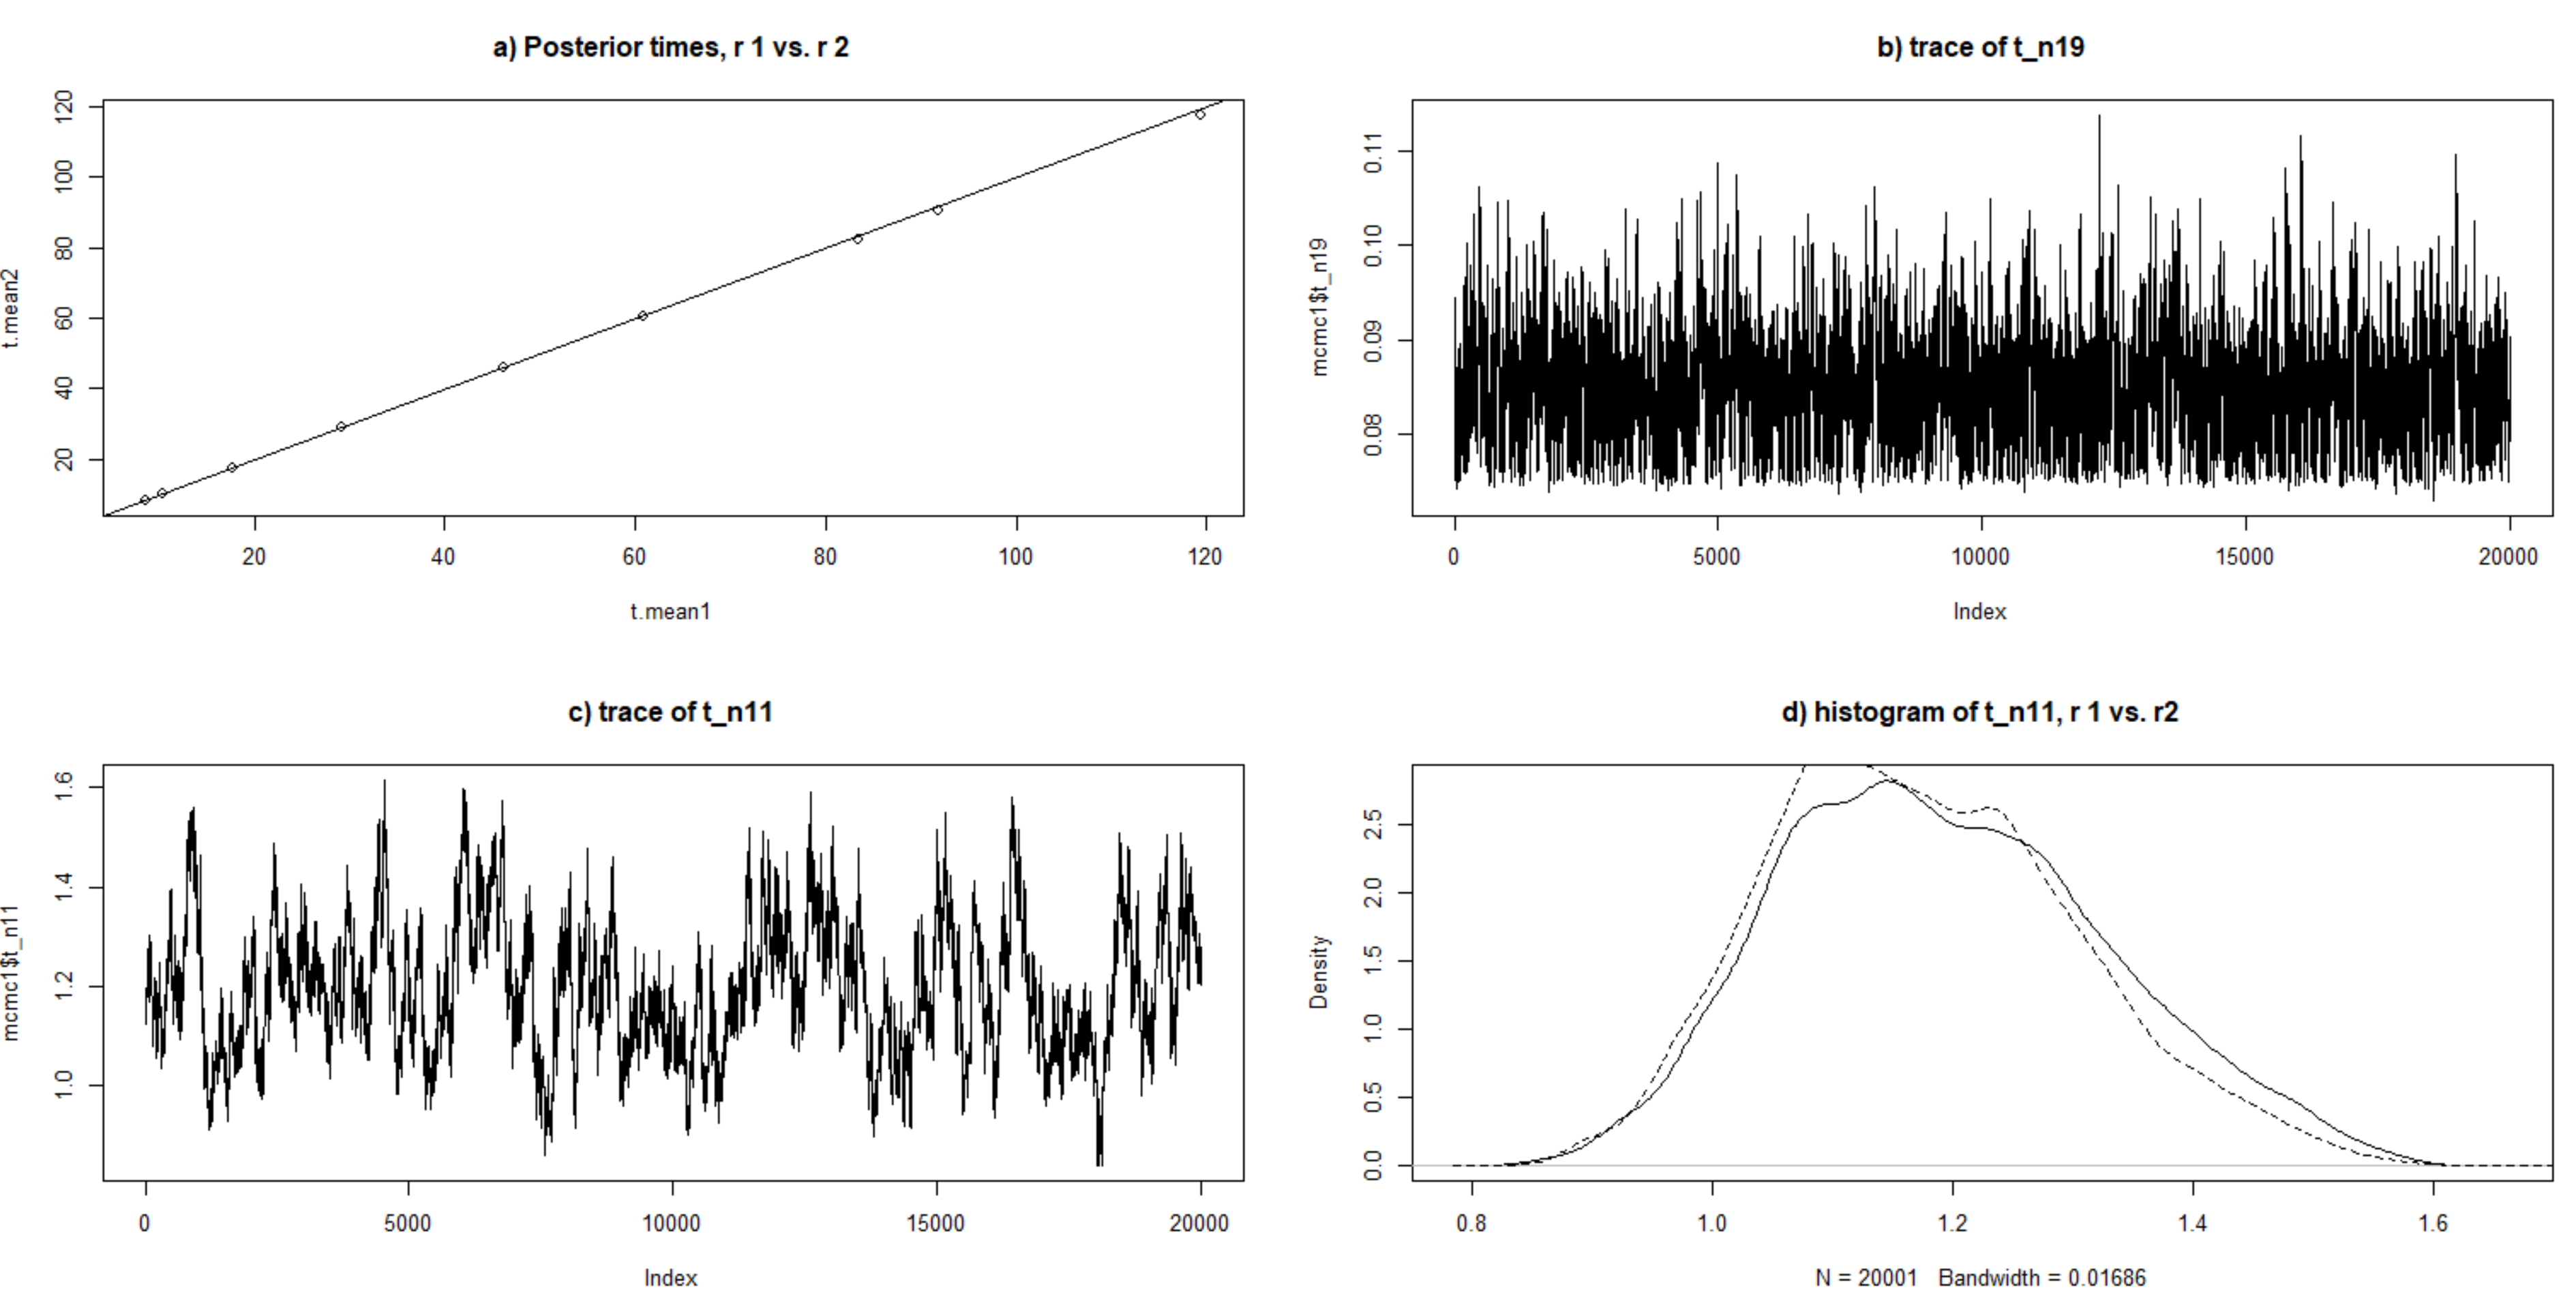 a) Posterior times, r 1 vs. r 2
t.mean2
120
100
80
60
40
20
20 40 60 80 100 120
t.mean1
b) trace of t_n19
mcmc1$t_n19
0.11
0.10
0.09
0.08
0 5000 10000 15000 20000
Index
c) trace of t_n11
mcmc1$t_n11
1.6
1.4
1.2
1.0
0 5000 10000 15000 20000
Index
d) histogram of t_n11, r 1 vs. r2
Density
2.5
2.0
1.5
1.0
0.5
0.0
0.8 1.0 1.2 1.4 1.6
N = 20001 Bandwidth = 0.01686